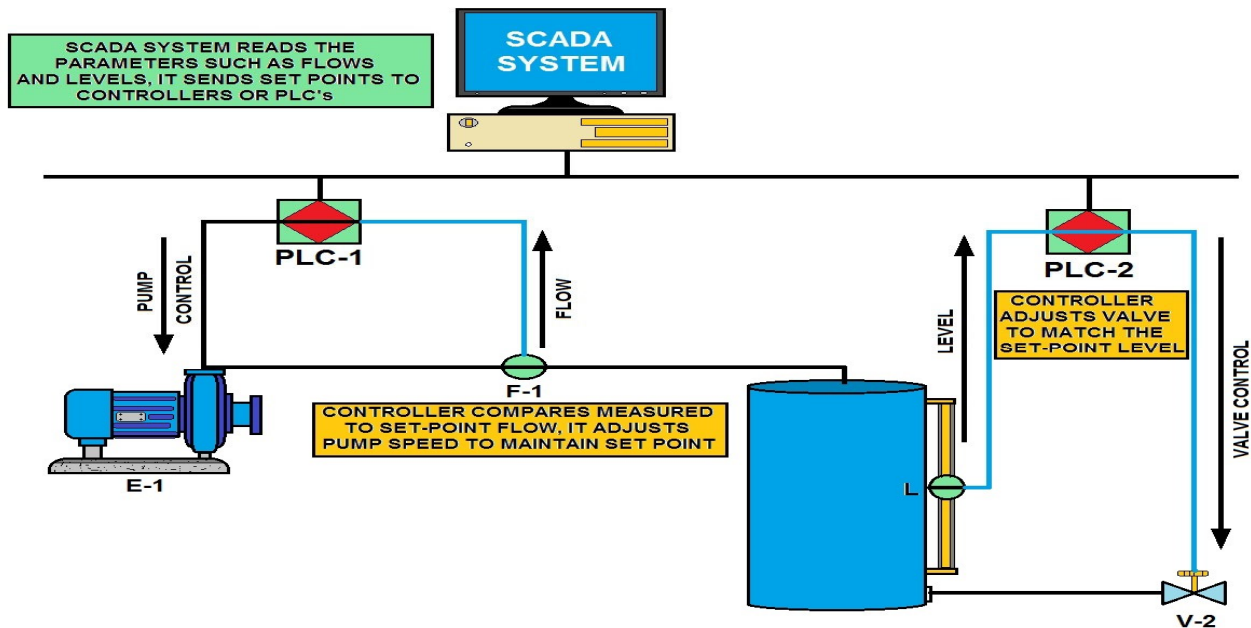 SCADA SYSTEM READS THE
PARAMETERS SUCH AS FLOWS
AND LEVELS, IT SENDS SET POINTS TO
CONTROLLERS OR PLC's
SCADA
SYSTEM
PLC-1
PLC-2
PUMP
CONTROL
FLOW
LEVEL
CONTROLLER
ADJUSTS VALVE
TO MATCH THE
SET-POINT LEVEL
VALVE CONTROL
F-1
CONTROLLER COMPARES MEASURED
TO SET-POINT FLOW, IT ADJUSTS
PUMP SPEED TO MAINTAIN SET POINT
E-1
L
V-2